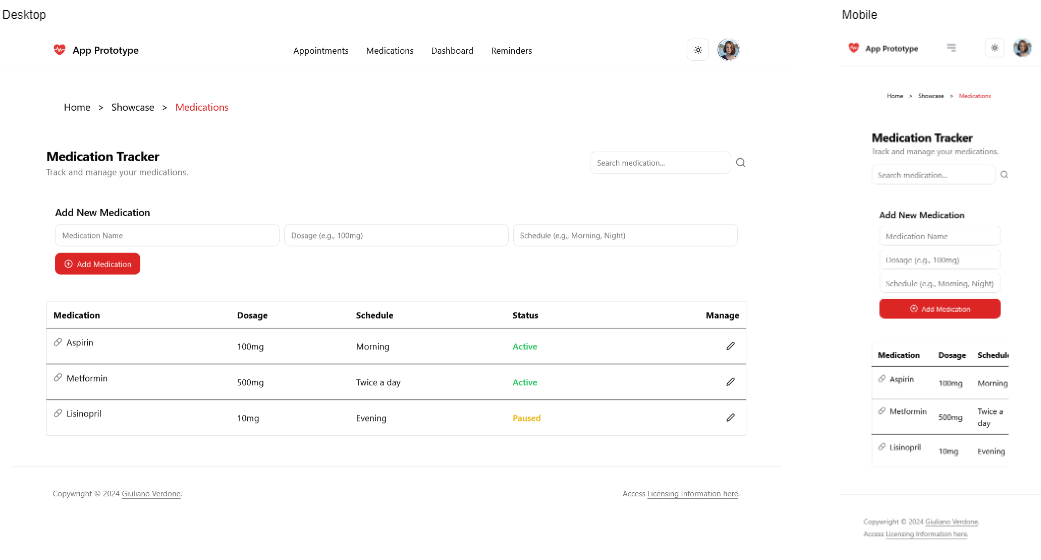 Desktop
App Prototype
Appointments Medications Dashboard Reminders
Home > Showcase > Medications
Medication Tracker
Track and manage your medications.
Search medication...
Add New Medication
Medication Name
Dosage (e.g., 100mg)
Schedule (e.g., Morning, Night)
Add Medication
Medication Dosage Schedule Status Manage
Aspirin 100mg Morning Active
Metformin 500mg Twice a day Active
Lisinopril 10mg Evening Paused
Copywright © 2024 Giuliano Verdone.
Access Licensing Information here.
Mobile
App Prototype
Home > Showcase > Medications
Medication Tracker
Track and manage your medications.
Search medication...
Add New Medication
Medication Name
Dosage (e.g., 100mg)
Schedule (e.g., Morning, Night)
Add Medication
Medication Dosage Schedule
Aspirin 100mg Morning
Metformin 500mg Twice a
day
Lisinopril 10mg Evening
Copywright © 2024 Giuliano Verdone.
Access Licensing Information here.